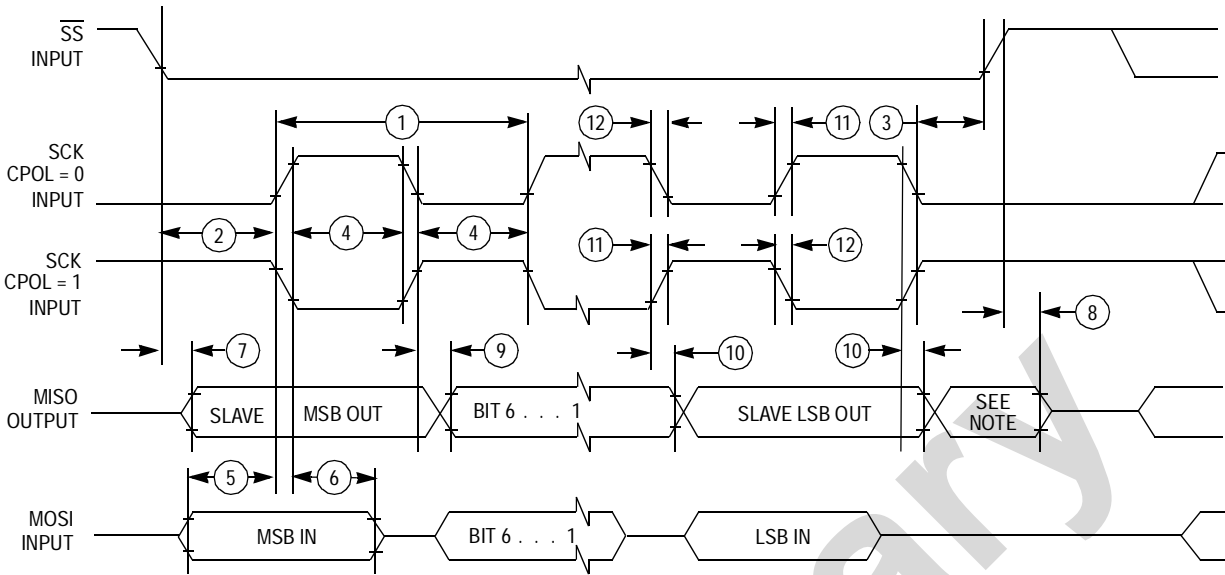 SS
INPUT
12
11
3
1
SCK
CPOL = 0
INPUT
2
4
4
11
12
SCK
CPOL = 1
INPUT
8
7
9
10
10
MISO
OUTPUT
SLAVE
MSB OUT
BIT 6 . . . 1
SLAVE LSB OUT
SEE
NOTE
5
6
MOSI
INPUT
MSB IN
BIT 6 . . . 1
LSB IN
ary